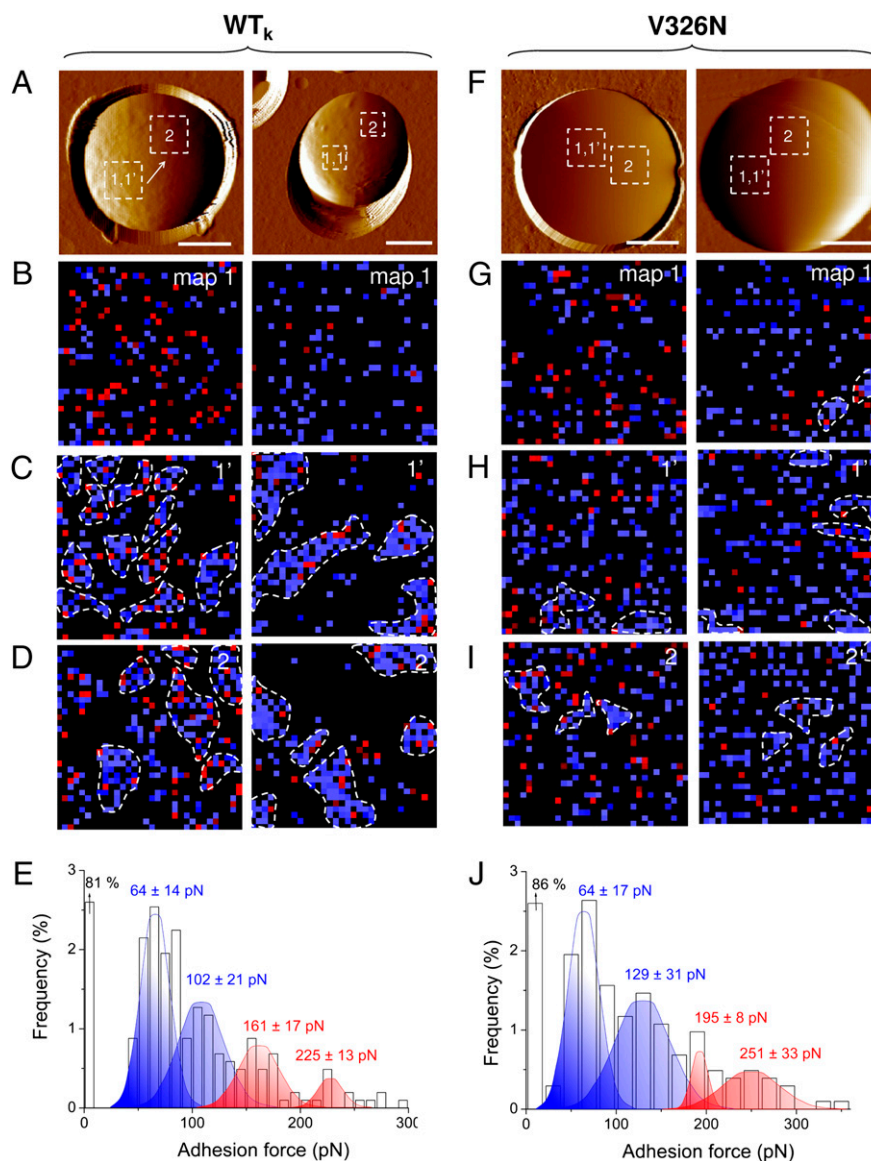 WTk
V326N
A
1,1'
2
1,1'
2
F
1,1'
2
1,1'
2
B
map 1
map 1
G
map 1
map 1
C
1'
1'
H
1'
1'
D
2
2
I
2
2'
E
81 %
64 ± 14 pN
102 ± 21 pN
161 ± 17 pN
225 ± 13 pN
Frequency (%)
3
2
1
0
0
100
200
300
Adhesion force (pN)
J
86 %
64 ± 17 pN
129 ± 31 pN
195 ± 8 pN
251 ± 33 pN
Frequency (%)
3
2
1
0
0
100
200
300
Adhesion force (pN)